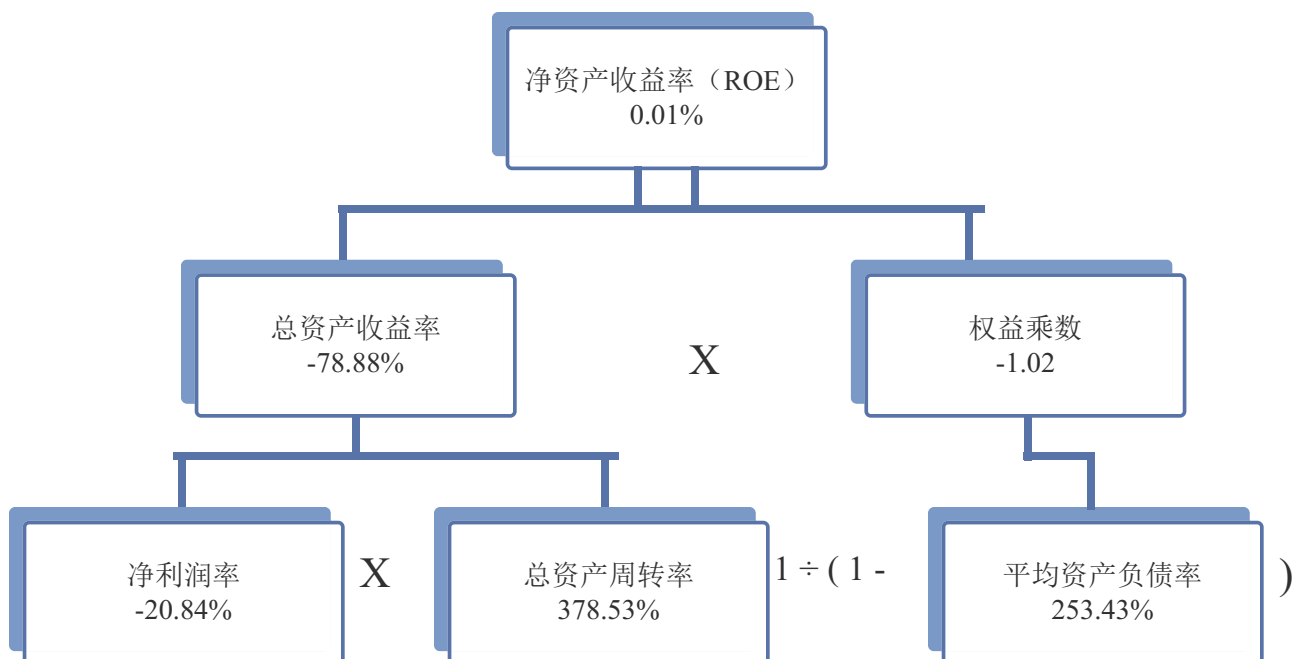 净资产收益率（ROE）
0.01%
总资产收益率
-78.88%
X
权益乘数
-1.02
净利润率
-20.84%
X
总资产周转率
378.53%
1 ÷ ( 1 -
平均资产负债率
253.43%
)